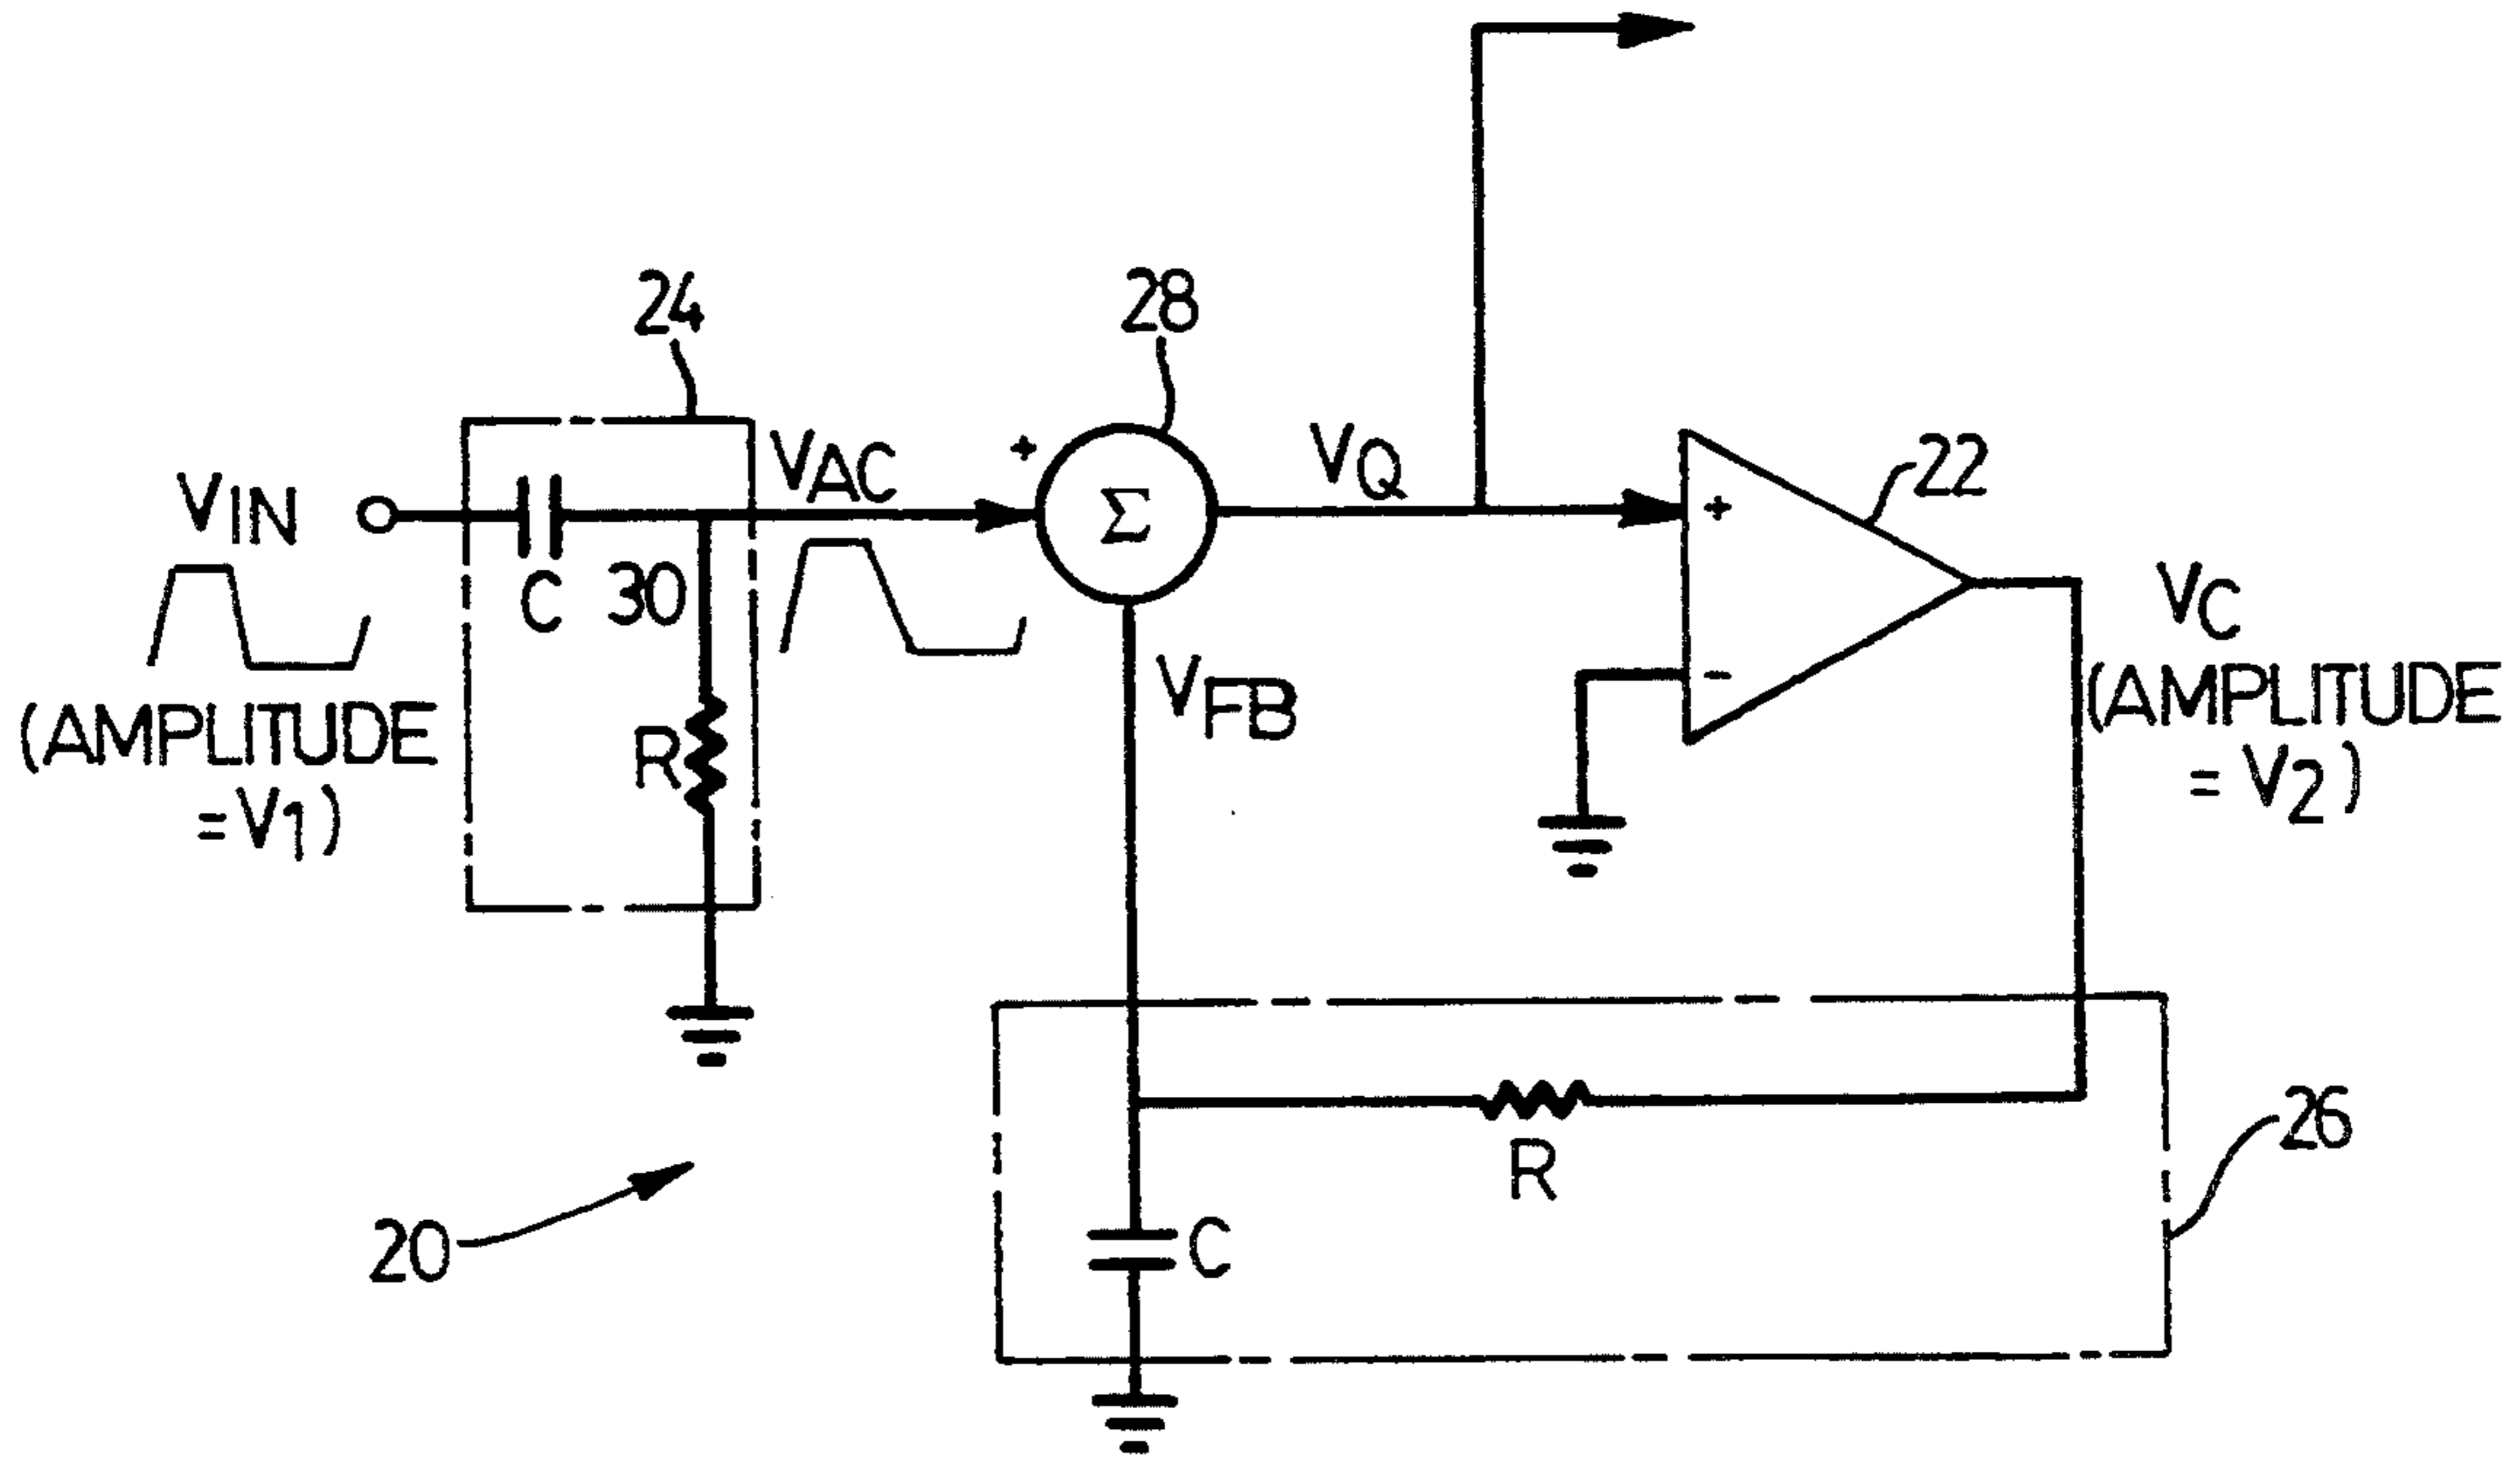 24
28
VIN
VAC
+
Σ
VQ
+
22
C
30
VC
(AMPLITUDE
= V2)
(AMPLITUDE
= V1)
R
VFB
-
R
26
20
C